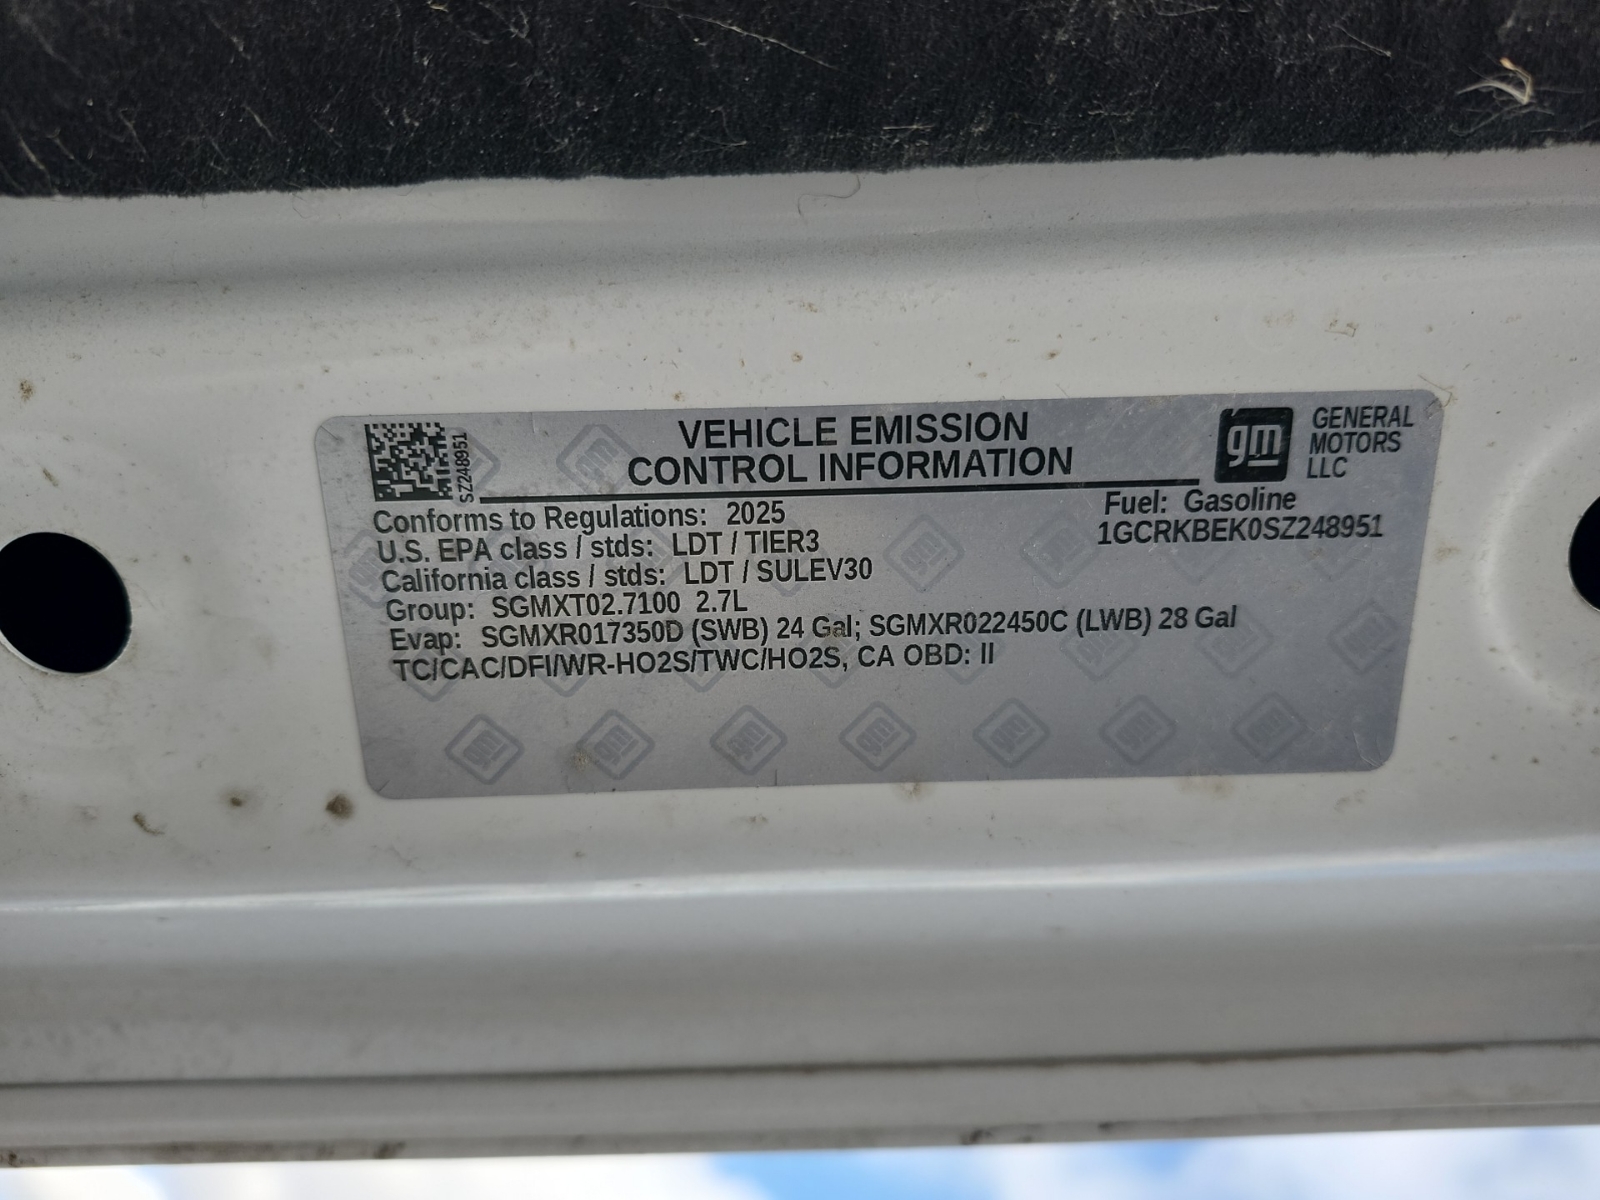 SZ248951
VEHICLE EMISSION
CONTROL INFORMATION
gm
GENERAL
MOTORS
LLC
Conforms to Regulations: 2025
Fuel: Gasoline
U.S. EPA class / stds: LDT / TIER3
1GCRKBEK0SZ248951
California class / stds: LDT / SULEV30
Group: SGMXT02.7100 2.7L
Evap: SGMXR017350D (SWB) 24 Gal; SGMXR022450C (LWB) 28 Gal
TC/CAC/DFI/WR-HO2S/TWC/HO2S, CA OBD: II